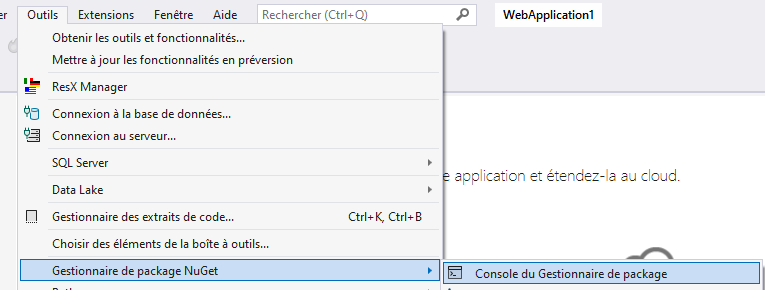 Outils Extensions Fenêtre Aide Rechercher (Ctrl+Q) WebApplication1
Obtenir les outils et fonctionnalités...
Mettre à jour les fonctionnalités en préversion
ResX Manager
Connexion à la base de données...
Connexion au serveur...
SQL Server
e application et étendez-la au cloud.
Data Lake
Gestionnaire des extraits de code... Ctrl+K, Ctrl+B
Choisir des éléments de la boîte à outils...
Gestionnaire de package NuGet
Console du Gestionnaire de package